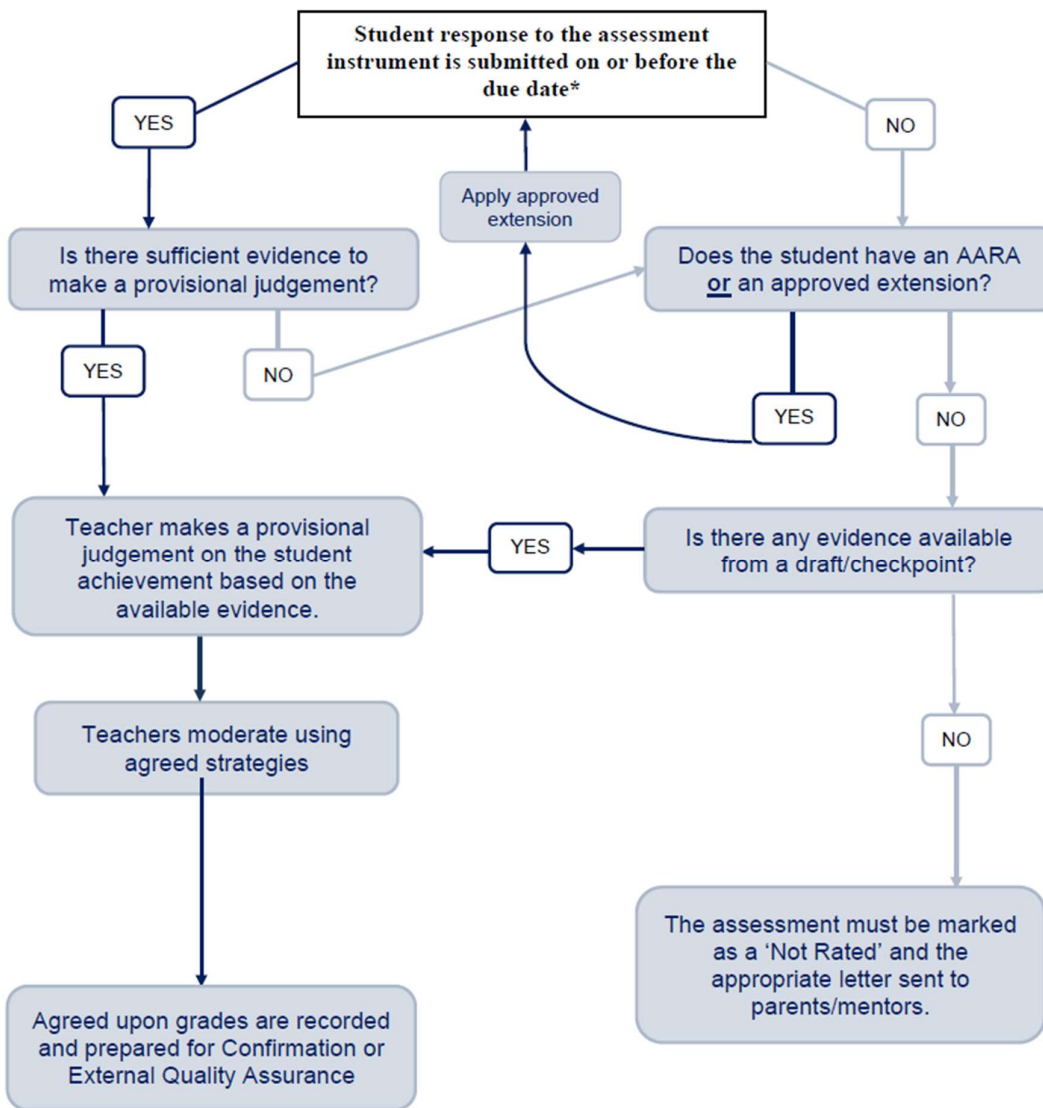 Student response to the assessment
instrument is submitted on or before the
due date*
YES
NO
Apply approved
extension
Is there sufficient evidence to
make a provisional judgement?
Does the student have an AARA
or an approved extension?
YES
NO
YES
NO
Teacher makes a provisional
judgement on the student
achievement based on the
available evidence.
YES
Is there any evidence available
from a draft/checkpoint?
Teachers moderate using
agreed strategies
NO
The assessment must be marked
as a ‘Not Rated’ and the
appropriate letter sent to
parents/mentors.
Agreed upon grades are recorded
and prepared for Confirmation or
External Quality Assurance